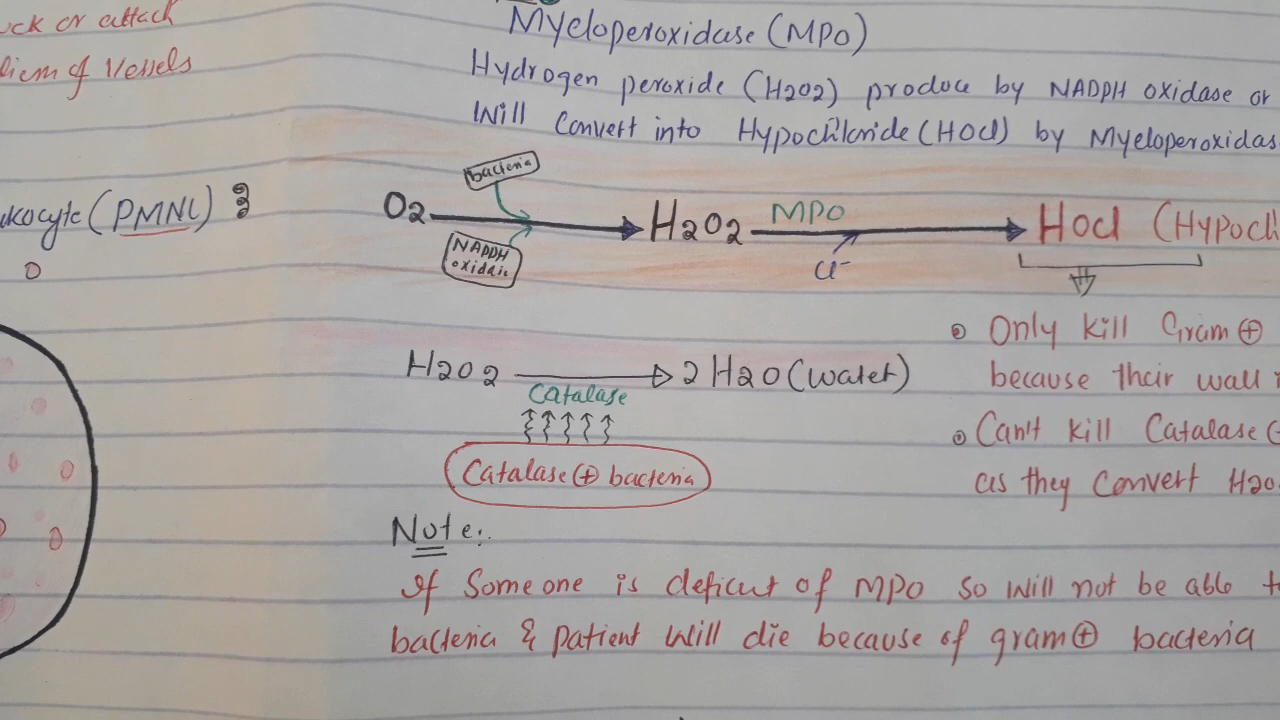 ck or attack
lium of Vessels
Myeloperoxidase (MPO)
Hydrogen peroxide (H2O2) produce by NADPH oxidase or
Will Convert into Hypochloride (HOCl) by Myeloperoxidas
kocyte (PMNL)
bacteria
O2
NADPH
oxidase
H2O2
MPO
Cl-
HOCl (Hypochl
Only kill Gram ⊕
because their wall
H2O2
Catalase
2 H2O (Water)
Can't kill Catalase (
as they Convert H2O
Catalase (+) bacteria
Note:.
If Someone is deficit of MPO So Will not be able t
bacteria & patient Will die because of gram ⊕ bacteria